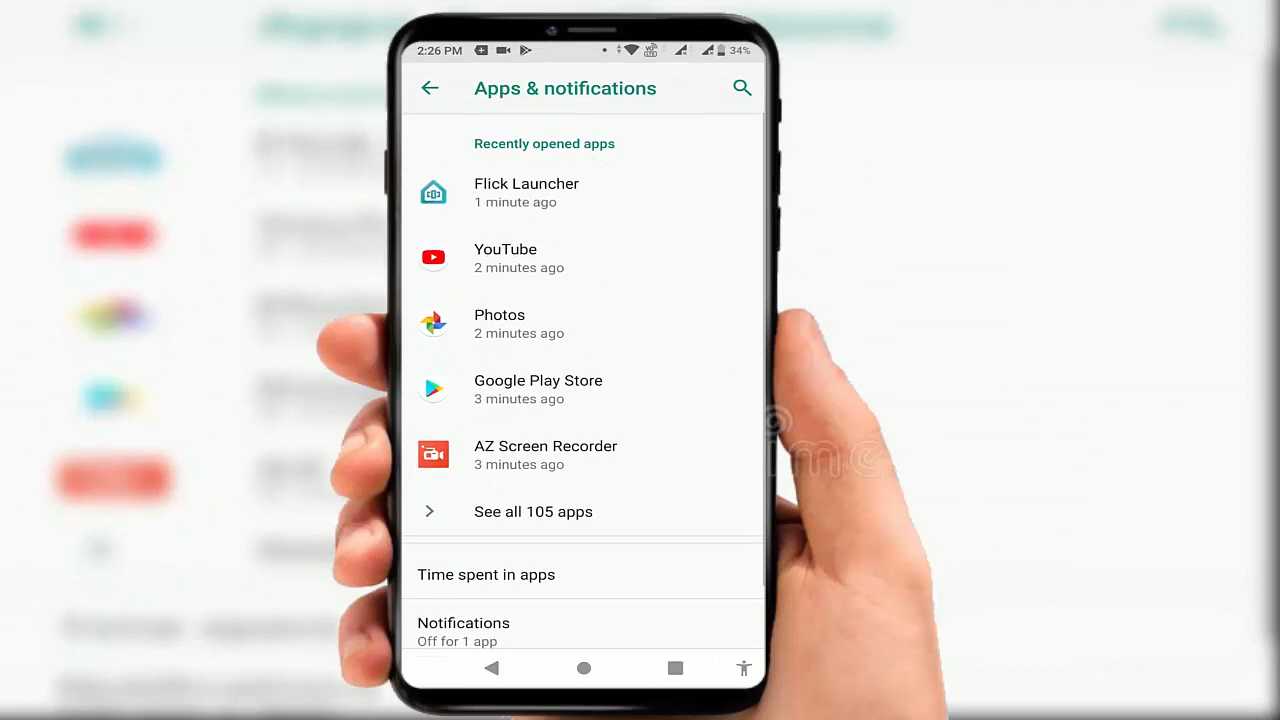 2:26 PM
34%
Apps & notifications
Recently opened apps
Flick Launcher
1 minute ago
YouTube
2 minutes ago
Photos
2 minutes ago
Google Play Store
3 minutes ago
AZ Screen Recorder
3 minutes ago
See all 105 apps
Time spent in apps
Notifications
Off for 1 app